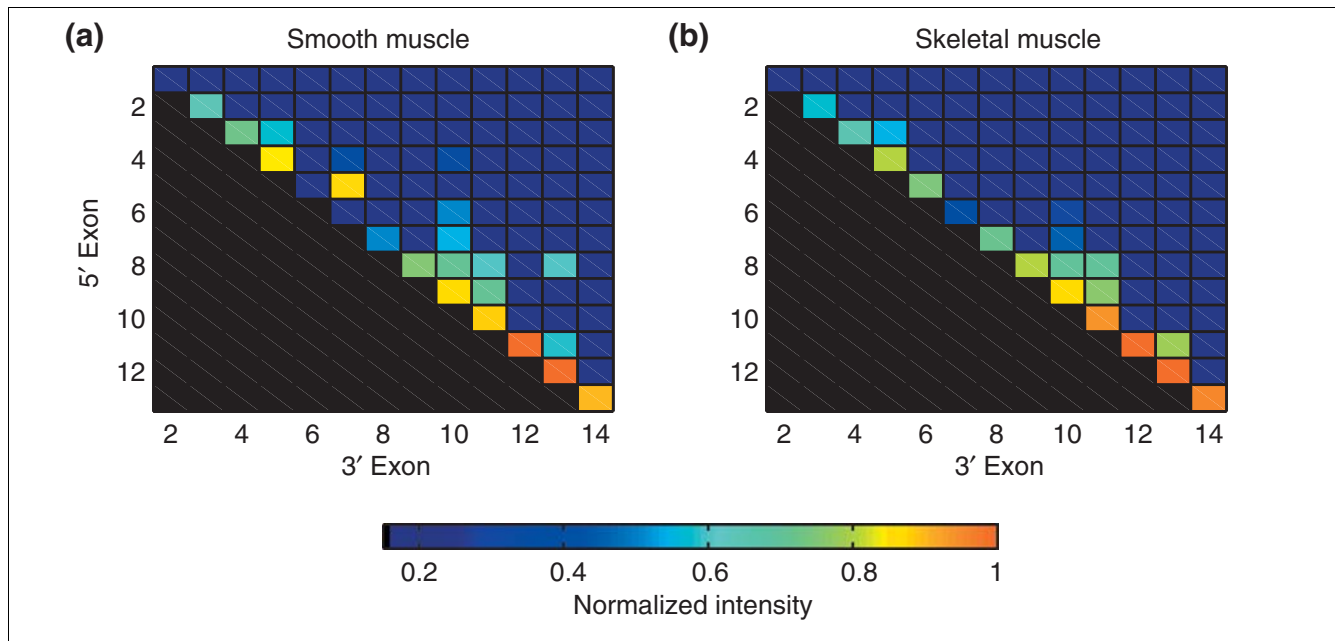 (a)
Smooth muscle
2
4
6
8
10
12
5′ Exon
2 4 6 8 10 12 14
3′ Exon
(b)
Skeletal muscle
2
4
6
8
10
12
2 4 6 8 10 12 14
3′ Exon
0.2 0.4 0.6 0.8 1
Normalized intensity